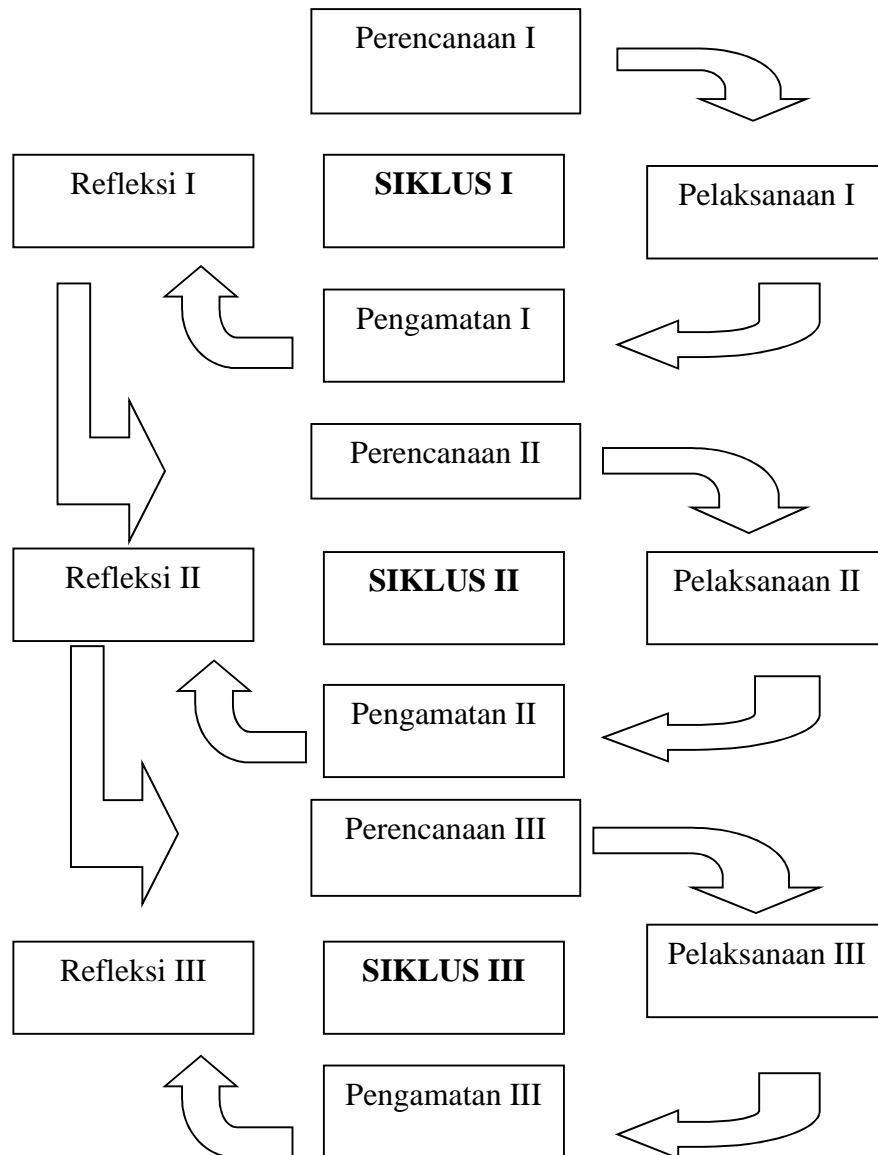 Perencanaan I
Refleksi I
SIKLUS I
Pelaksanaan I
Pengamatan I
Perencanaan II
Refleksi II
SIKLUS II
Pelaksanaan II
Pengamatan II
Perencanaan III
Refleksi III
SIKLUS III
Pelaksanaan III
Pengamatan III